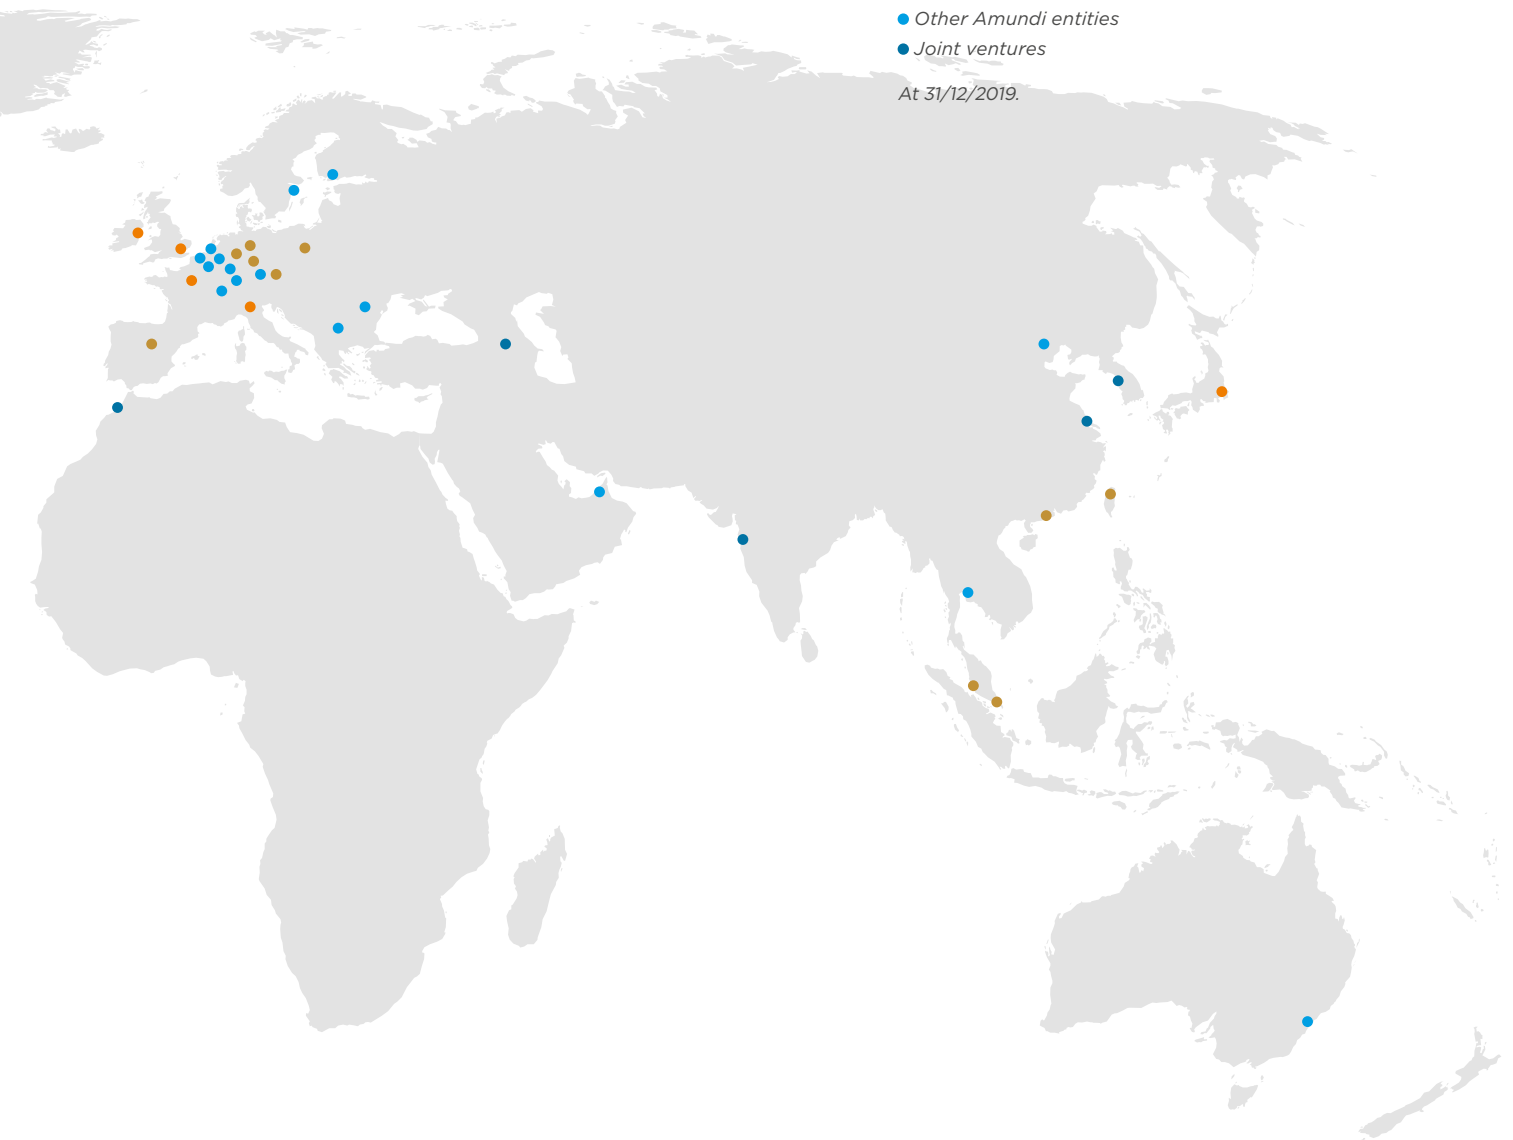 Other Amundi entities
Joint ventures
At 31/12/2019.